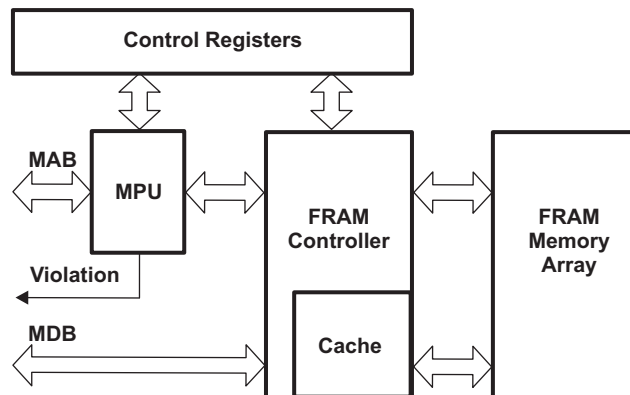 Control Registers
MAB
MPU
FRAM
Controller
FRAM
Memory
Array
Violation
MDB
Cache